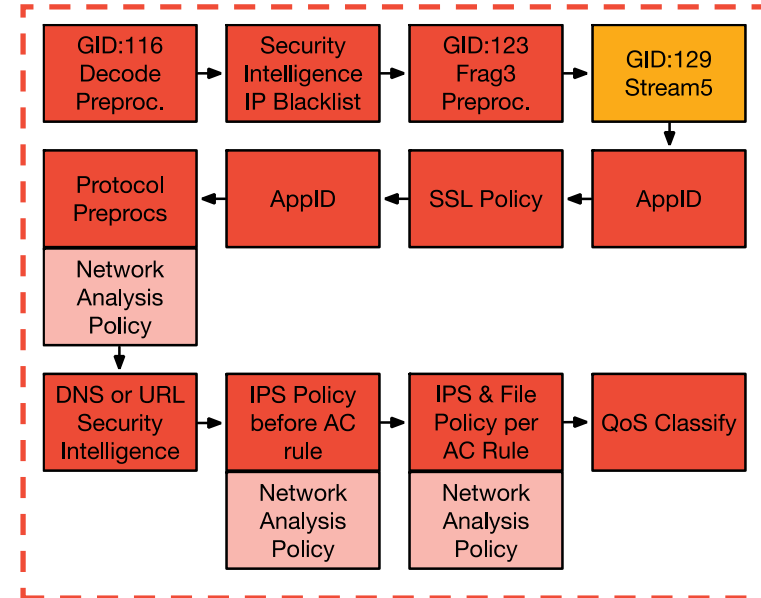 GID:116
Decode
Preproc.
Security
Intelligence
IP Blacklist
GID:123
Frag3
Preproc.
GID:129
Stream5
Protocol
Preprocs
AppID
SSL Policy
AppID
Network
Analysis
Policy
DNS or URL
Security
Intelligence
IPS Policy
before AC
rule
IPS & File
Policy per
AC Rule
QoS Classify
Network
Analysis
Policy
Network
Analysis
Policy